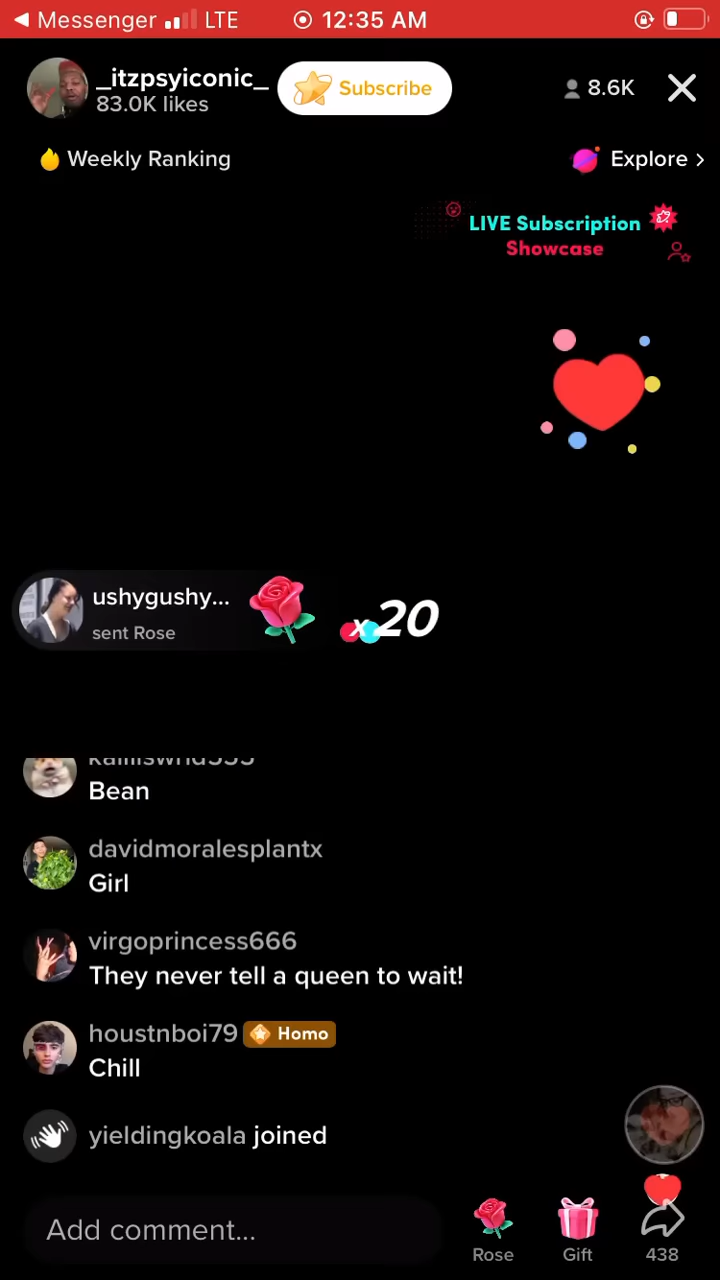 Messenger LTE 12:35 AM
_itzpsyiconic_
83.0K likes
Subscribe
8.6K
Weekly Ranking
Explore >
LIVE Subscription
Showcase
ushygushy...
sent Rose
x20
Bean
davidmoralesplantx
Girl
virgoprincess666
They never tell a queen to wait!
houstnboi79 Homo
Chill
yieldingkoala joined
Add comment...
Rose
Gift
438